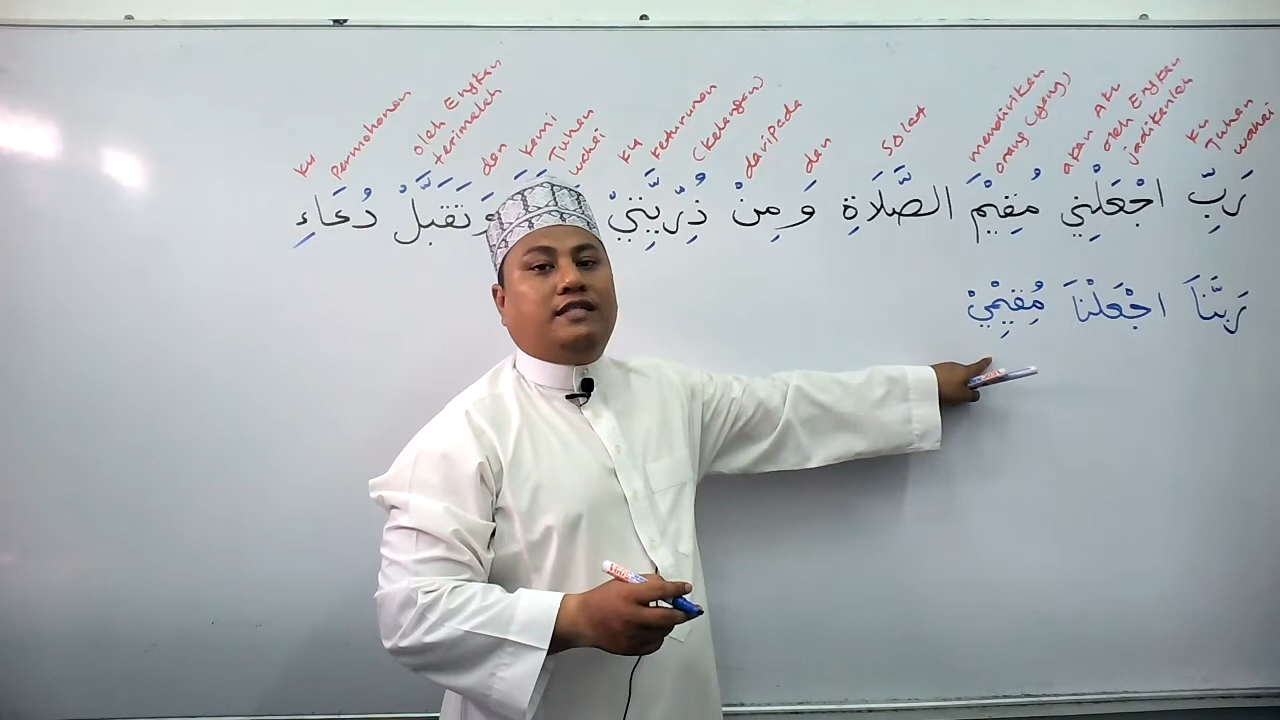 wahai
Tuhan
ku
jadikanlah
oleh Engkau
akan Aku
orang (yang)
mendirikan
solat
dan
daripada
(kalangan)
keturunan
ku
wahai
Tuhan
kami
dan
terimalah
oleh Engkau
permohonan
ku
رَبِّ اجْعَلْنِي مُقِيْمَ الصَّلَاةِ وَ مِنْ ذُرِّيَّتِيْ وَتَقَبَّلْ دُعَاءِ
رَبَّنَا اجْعَلْنَا مُقِيْمِيْ